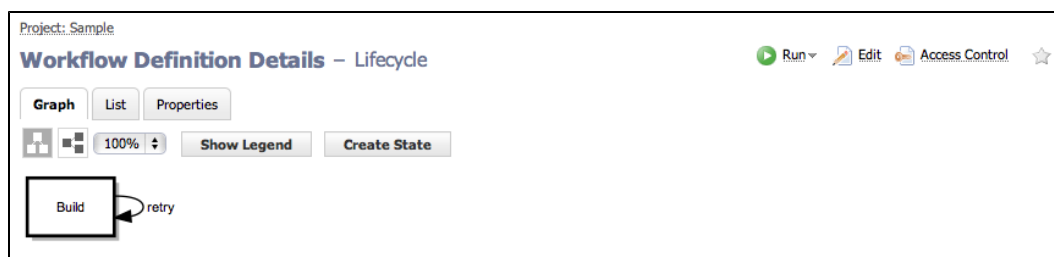 Project: Sample
Workflow Definition Details – Lifecycle
Run Edit Access Control
Graph List Properties
100% Show Legend Create State
Build retry